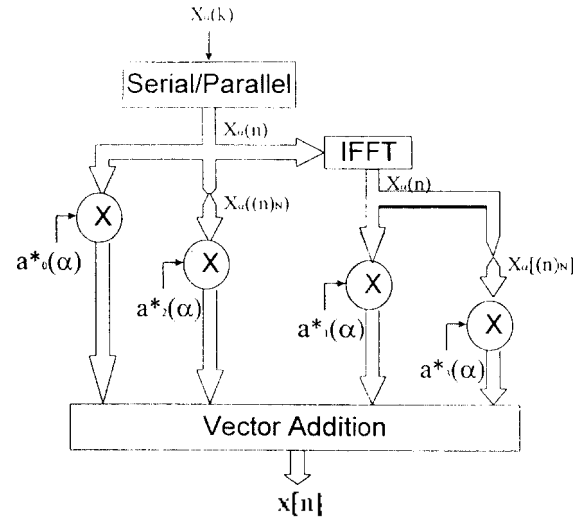 Xα(k)
Serial/Parallel
Xα(n)
IFFT
Xα(n)
Xα((n)N)
X
X
a*0(α)
a*2(α)
X
Xα[(n)N]
X
a*1(α)
a*3(α)
Vector Addition
x[n]